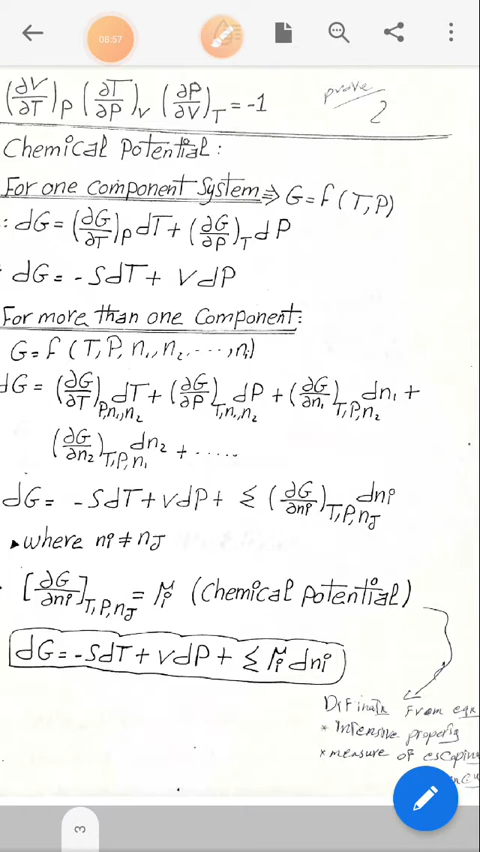 08:57
(∂V/∂T)P (∂T/∂P)V (∂P/∂V)T = -1
prove
2
Chemical Potential:
For one Component System ⇒ G = f(T,P)
: dG = (∂G/∂T)P dT + (∂G/∂P)T dP
dG = -SdT + VdP
For more than one Component:
G = f(T, P, n1, n2, ..., ni)
dG = (∂G/∂T)P,n1,n2 dT + (∂G/∂P)T,n1,n2 dP + (∂G/∂n1)T,P,n2 dn1 +
(∂G/∂n2)T,P,n1 dn2 + .....
dG = -SdT + VdP + Σ (∂G/∂ni)T,P,nJ dni
▸ where ni ≠ nJ
[∂G/∂ni]T,P,nJ = μi (Chemical potential)
dG = -SdT + VdP + Σ μi dni
From eqn
* Intensive property
* measure of escaping
3